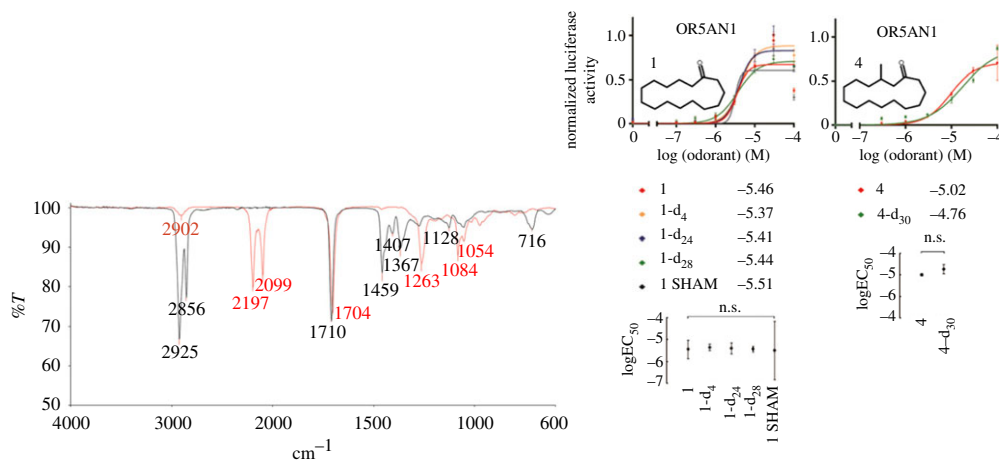 100
90
80
70
60
50
%T
4000
3000
2000
1500
1000
600
cm⁻¹
2902
2856
2925
2197
2099
1710
1704
1459
1407
1367
1263
1128
1084
1054
716
normalized luciferase
activity
1.0
0.5
0
OR5AN1
1
O
0
–7
–6
–5
–4
log (odorant) (M)
1 –5.46
1-d₄ –5.37
1-d₂₄ –5.41
1-d₂₈ –5.44
1 SHAM –5.51
n.s.
logEC₅₀
–4
–5
–6
–7
1
1-d₄
1-d₂₄
1-d₂₈
1 SHAM
1.0
0.5
0
OR5AN1
4
O
0
–7
–6
–5
–4
log (odorant) (M)
4 –5.02
4-d₃₀ –4.76
n.s.
logEC₅₀
–4
–5
–6
–4
4
4–d₃₀